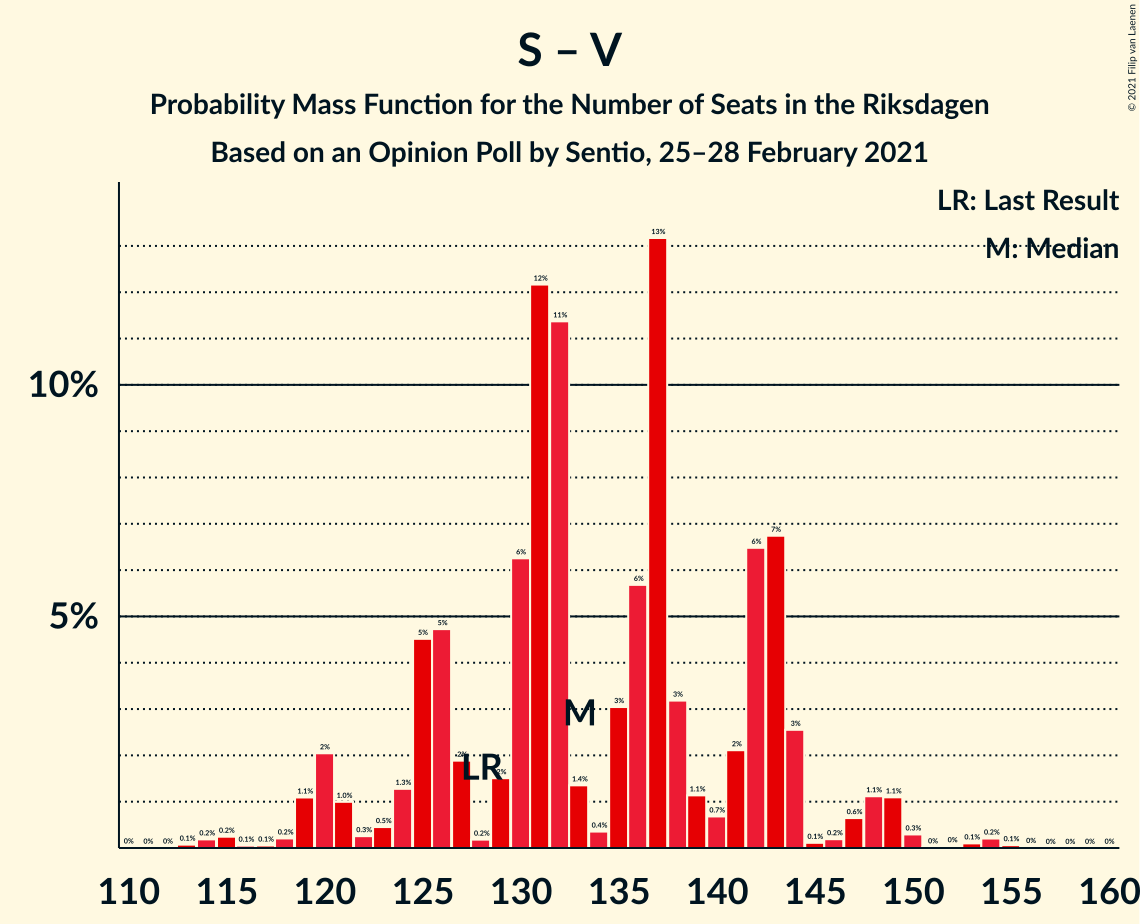 © 2021 Filip van Laenen
S – V
Probability Mass Function for the Number of Seats in the Riksdagen
Based on an Opinion Poll by Sentio, 25–28 February 2021
LR: Last Result
M: Median
10%
5%
0% 0% 0% 0.1% 0.2% 0.2% 0.1% 0.1% 0.2% 1.1% 2% 1.0% 0.3% 0.5% 1.3% 5% 5% 2% 0.2% 2% 6% 12% 11% 1.4% 0.4% 3% 6% 13% 3% 1.1% 0.7% 2% 6% 7% 3% 0.1% 0.2% 0.6% 1.1% 1.1% 0.3% 0% 0% 0.1% 0.2% 0.1% 0% 0% 0% 0% 0%
M
LR
110 115 120 125 130 135 140 145 150 155 160